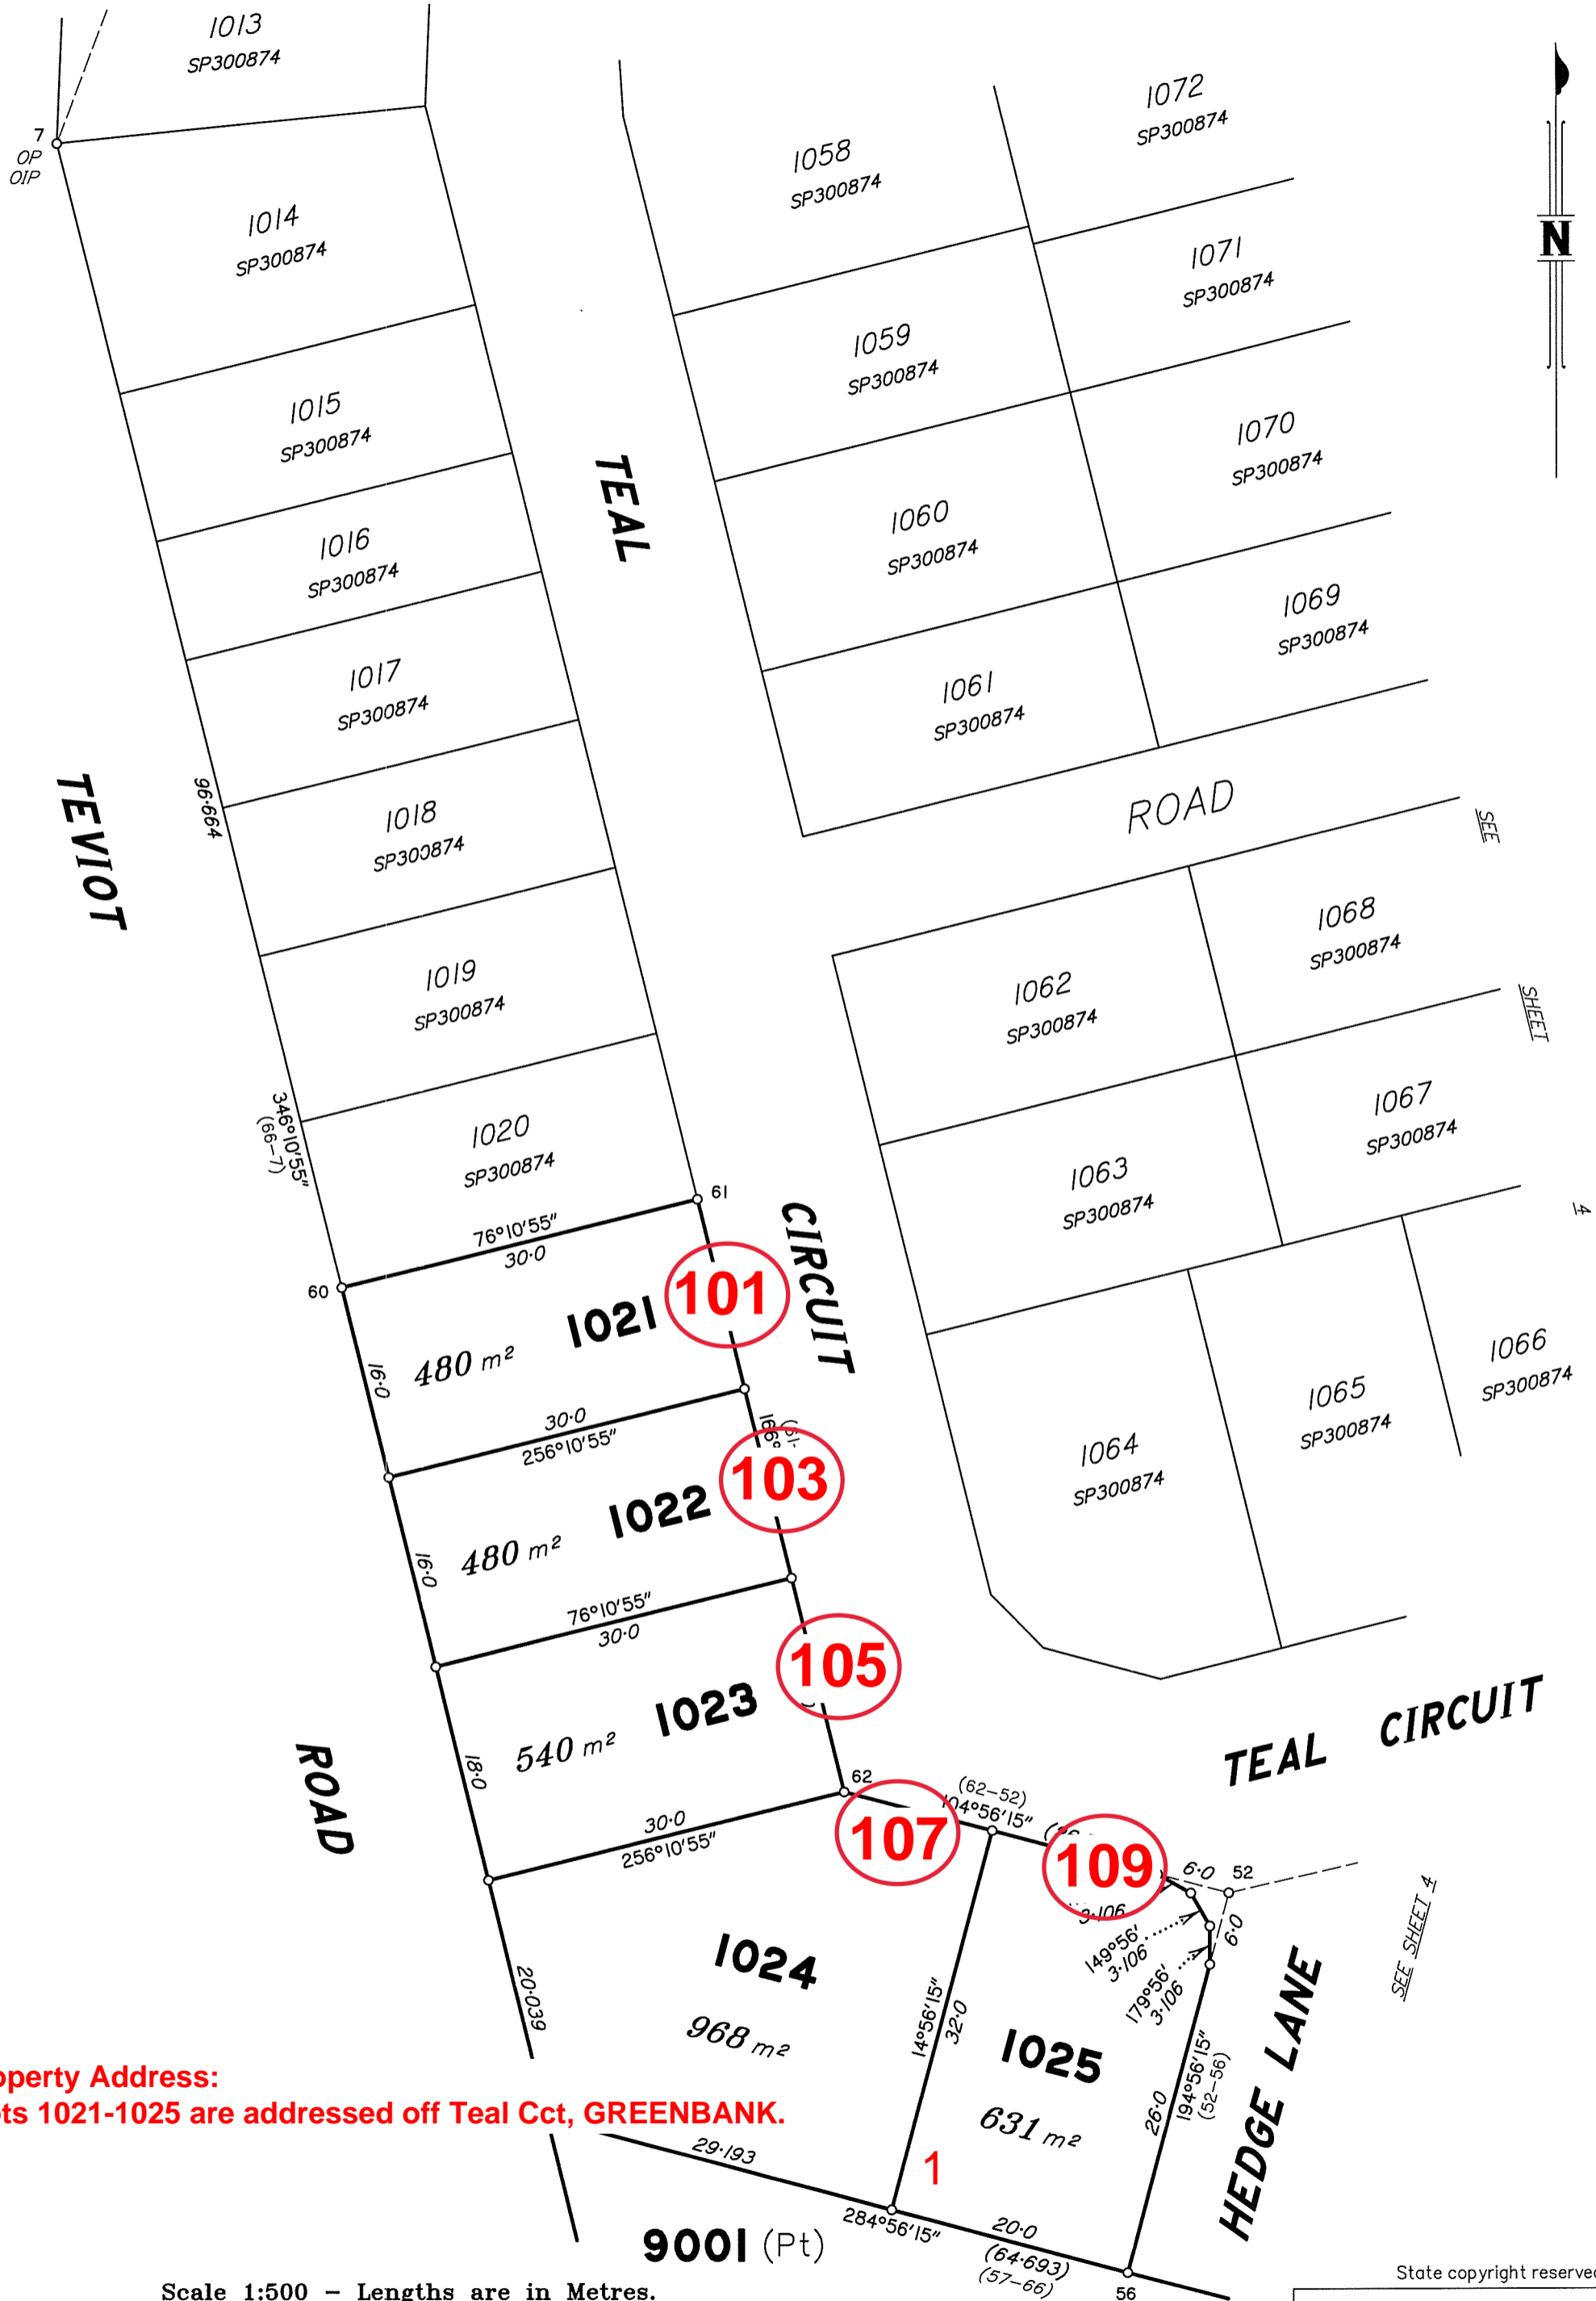 1013
SP300874
7
OP
OIP
1014
SP300874
1015
SP300874
1016
SP300874
1017
SP300874
1018
SP300874
1019
SP300874
1020
SP300874
96·664
346°10'55"
(66-7)
TEVIOT
ROAD
TEAL
CIRCUIT
1058
SP300874
1072
SP300874
1059
SP300874
1071
SP300874
1060
SP300874
1070
SP300874
1061
SP300874
1069
SP300874
N
ROAD
SEE
SHEET
4
1062
SP300874
1068
SP300874
1063
SP300874
1067
SP300874
1064
SP300874
1065
SP300874
1066
SP300874
61
76°10'55"
30·0
60
1021
101
480 m²
16·0
30·0
256°10'55"
166°
(61-
1022
103
480 m²
16·0
76°10'55"
30·0
1023
105
540 m²
18·0
62
30·0
256°10'55"
107
(62-52)
104°56'15"
109
TEAL CIRCUIT
6·0
52
6·0
3·106
149°56'
3·106
179°56'
3·106
1024
968 m²
20·039
14°56'15"
32·0
1025
631 m²
1
194°56'15"
(52-56)
26·0
HEDGE LANE
SEE SHEET 4
operty Address:
ts 1021-1025 are addressed off Teal Cct, GREENBANK.
29·193
284°56'15"
20·0
(64·693)
(57-66)
56
9001 (Pt)
Scale 1:500 – Lengths are in Metres.
State copyright reserved